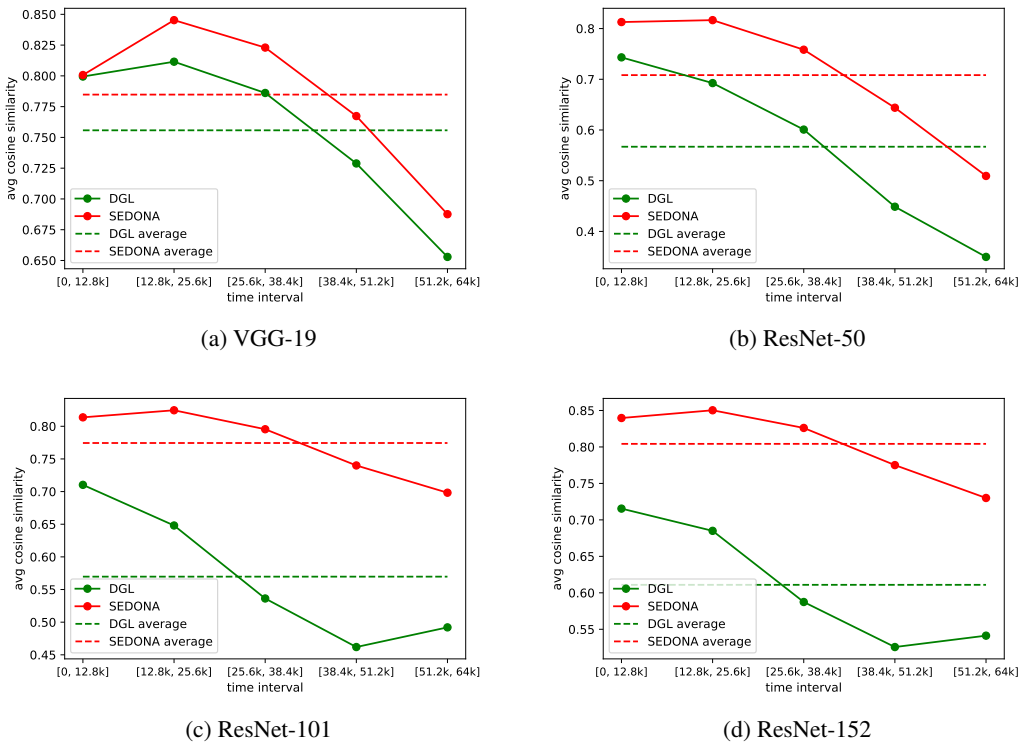 0.850
0.825
0.800
0.775
0.750
0.725
0.700
0.675
0.650
avg cosine similarity
DGL
SEDONA
DGL average
SEDONA average
[0, 12.8k] [12.8k, 25.6k] [25.6k, 38.4k] [38.4k, 51.2k] [51.2k, 64k]
time interval
(a) VGG-19
0.8
0.7
0.6
0.5
0.4
avg cosine similarity
DGL
SEDONA
DGL average
SEDONA average
[0, 12.8k] [12.8k, 25.6k] [25.6k, 38.4k] [38.4k, 51.2k] [51.2k, 64k]
time interval
(b) ResNet-50
0.80
0.75
0.70
0.65
0.60
0.55
0.50
0.45
avg cosine similarity
DGL
SEDONA
DGL average
SEDONA average
[0, 12.8k] [12.8k, 25.6k] [25.6k, 38.4k] [38.4k, 51.2k] [51.2k, 64k]
time interval
(c) ResNet-101
0.85
0.80
0.75
0.70
0.65
0.60
0.55
avg cosine similarity
DGL
SEDONA
DGL average
SEDONA average
[0, 12.8k] [12.8k, 25.6k] [25.6k, 38.4k] [38.4k, 51.2k] [51.2k, 64k]
time interval
(d) ResNet-152